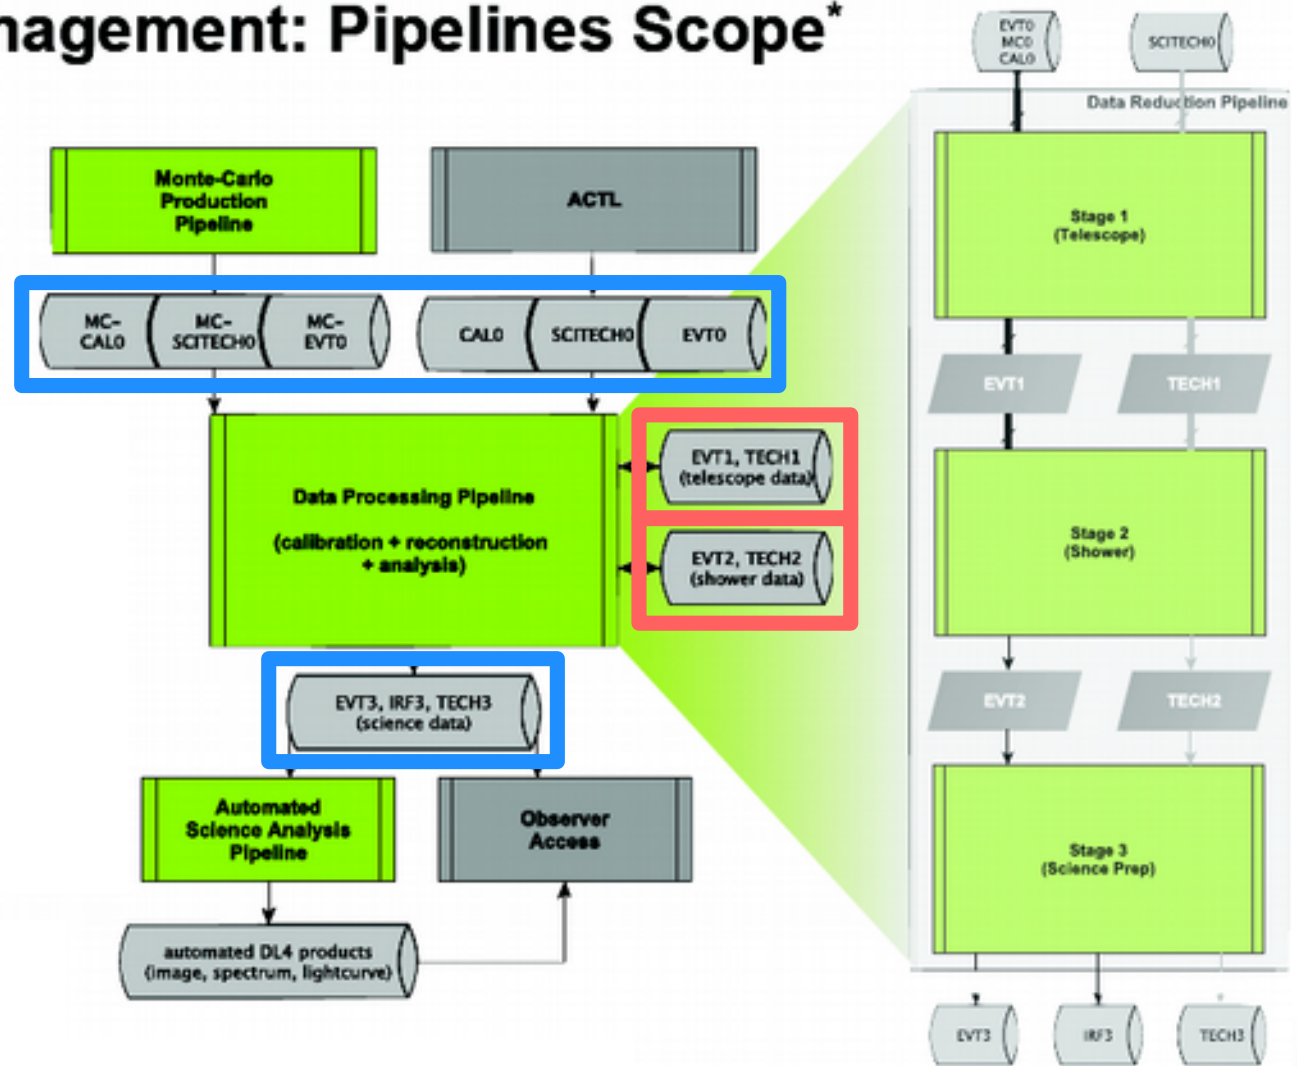 nagement: Pipelines Scope*
Monte-Carlo
Production
Pipeline
ACTL
MC-
CAL0
MC-
SCITECH0
MC-
EVT0
CAL0
SCITECH0
EVT0
Data Processing Pipeline
(calibration + reconstruction
+ analysis)
EVT1, TECH1
(telescope data)
EVT2, TECH2
(shower data)
EVT3, IRF3, TECH3
(science data)
Automated
Science Analysis
Pipeline
Observer
Access
automated DL4 products
(image, spectrum, lightcurve)
EVT0
MC0
CAL0
SCITECH0
Data Reduction Pipeline
Stage 1
(Telescope)
EVT1
TECH1
Stage 2
(Shower)
EVT2
TECH2
Stage 3
(Science Prep)
EVT3
IRF3
TECH3